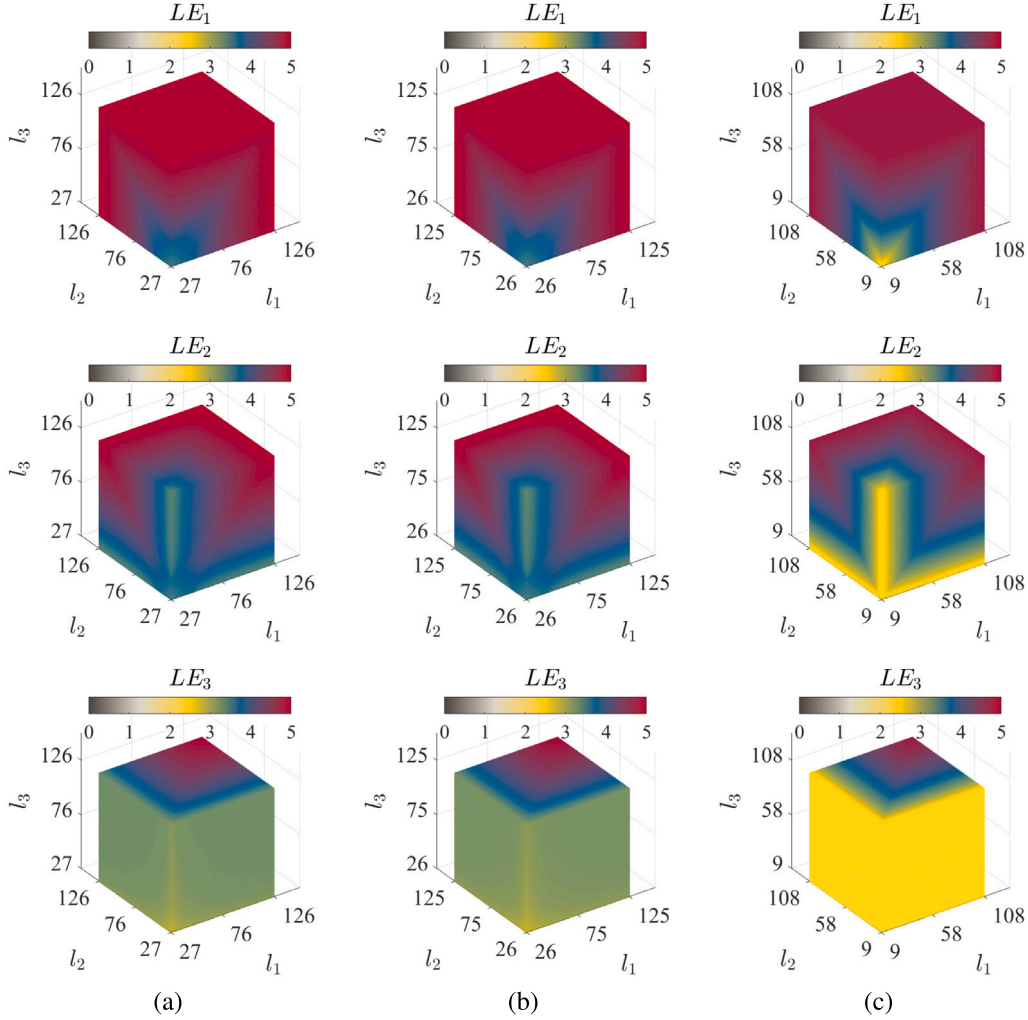 LE₁ LE₁ LE₁
0 1 2 3 4 5 0 1 2 3 4 5 0 1 2 3 4 5
126 125 108
l₃ 76 l₃ 75 l₃ 58
27 26 9
126 126 125 125 108 108
76 76 75 75 58 58
l₂ 27 27 l₁ l₂ 26 26 l₁ l₂ 9 9 l₁
LE₂ LE₂ LE₂
0 1 2 3 4 5 0 1 2 3 4 5 0 1 2 3 4 5
126 125 108
l₃ 76 l₃ 75 l₃ 58
27 26 9
126 126 125 125 108 108
76 76 75 75 58 58
l₂ 27 27 l₁ l₂ 26 26 l₁ l₂ 9 9 l₁
LE₃ LE₃ LE₃
0 1 2 3 4 5 0 1 2 3 4 5 0 1 2 3 4 5
126 125 108
l₃ 76 l₃ 75 l₃ 58
27 26 9
126 126 125 125 108 108
76 76 75 75 58 58
l₂ 27 27 l₁ l₂ 26 26 l₁ l₂ 9 9 l₁
(a) (b) (c)